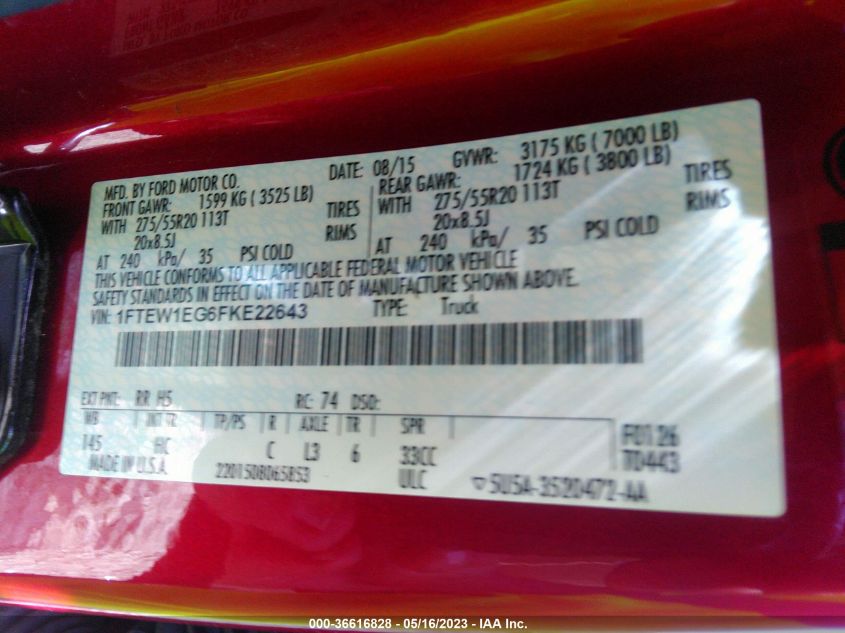 MFD. BY FORD MOTOR CO. DATE: 08/15 GVWR: 3175 KG ( 7000 LB)
FRONT GAWR: 1599 KG ( 3525 LB) REAR GAWR: 1724 KG ( 3800 LB)
WITH 275/55R20 113T TIRES WITH 275/55R20 113T TIRES
20x8.5J RIMS 20x8.5J RIMS
AT 240 kPa/ 35 PSI COLD AT 240 kPa/ 35 PSI COLD
THIS VEHICLE CONFORMS TO ALL APPLICABLE FEDERAL MOTOR VEHICLE
SAFETY STANDARDS IN EFFECT ON THE DATE OF MANUFACTURE SHOWN ABOVE.
VIN: 1FTEW1EG6FKE22643 TYPE: Truck
EXT PNT: RR H5 RC: 74 DSO:
WB INT TR TP/PS R AXLE TR SPR
145 HC C L3 6 33CC F0126
MADE IN U.S.A. 2201508065853 ULC T0443
▽5U5A-3520472-AA
000-36616828 - 05/16/2023 - IAA Inc.